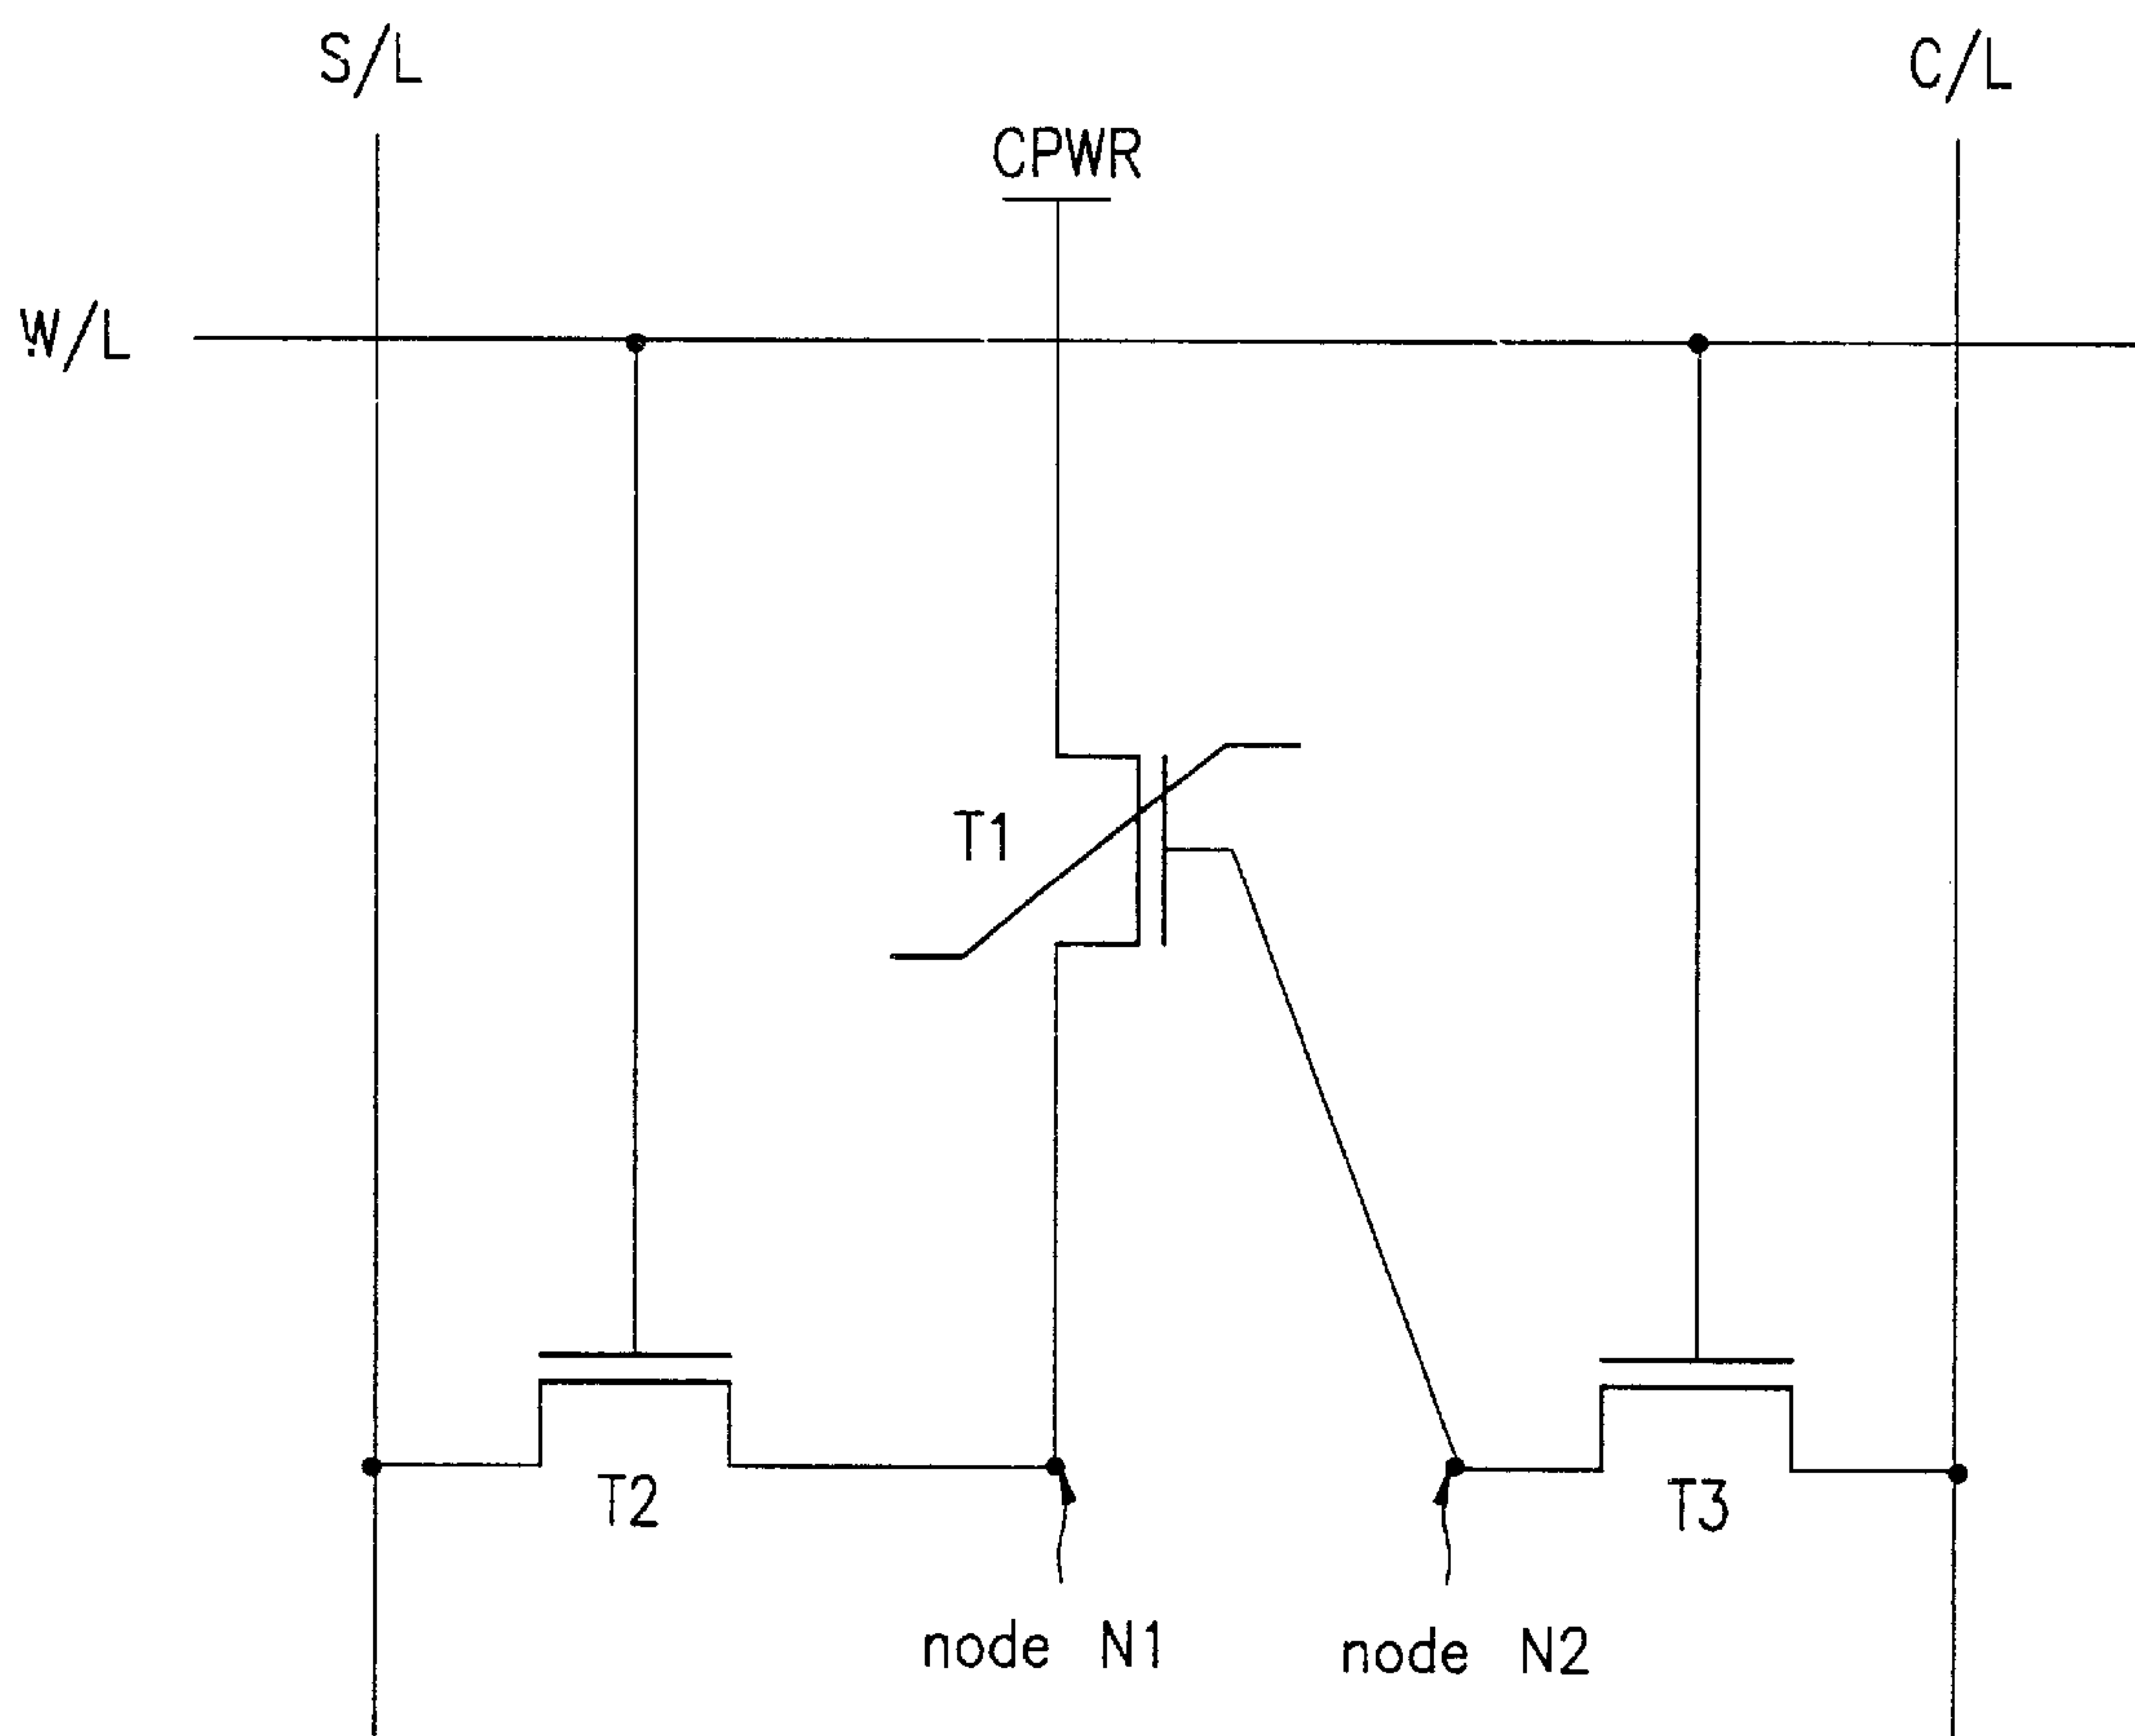 S/L
C/L
CPWR
W/L
T1
T2
T3
node N1
node N2